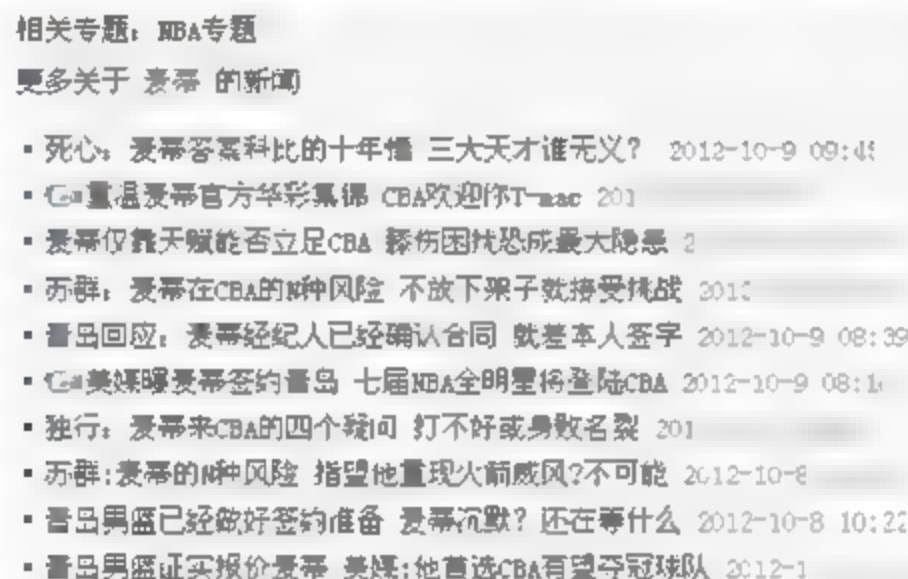 相关专题：NBA专题
更多关于 麦蒂 的新闻
死心：麦蒂答案科比的十年恨 三大天才谁无义？ 2012-10-9 09:4
重温麦蒂官方华彩集锦 CBA欢迎你T-mac 201
麦蒂仅靠天赋能否立足CBA 膝伤困扰恐成最大隐患 2
苏群：麦蒂在CBA的N种风险 不放下架子就接受挑战 201
青岛回应：麦蒂经纪人已经确认合同 就差本人签字 2012-10-9 08:39
美媒曝麦蒂签约青岛 七届NBA全明星将登陆CBA 2012-10-9 08:1
独行：麦蒂来CBA的四个疑问 打不好或身败名裂 201
苏群:麦蒂的N种风险 指望他重现火箭威风?不可能 2012-10-8
青岛男篮已经做好签约准备 麦蒂沉默？还在等什么 2012-10-8 10:22
青岛男篮证实报价麦蒂 美媒:他首选CBA有望夺冠球队 2012-1